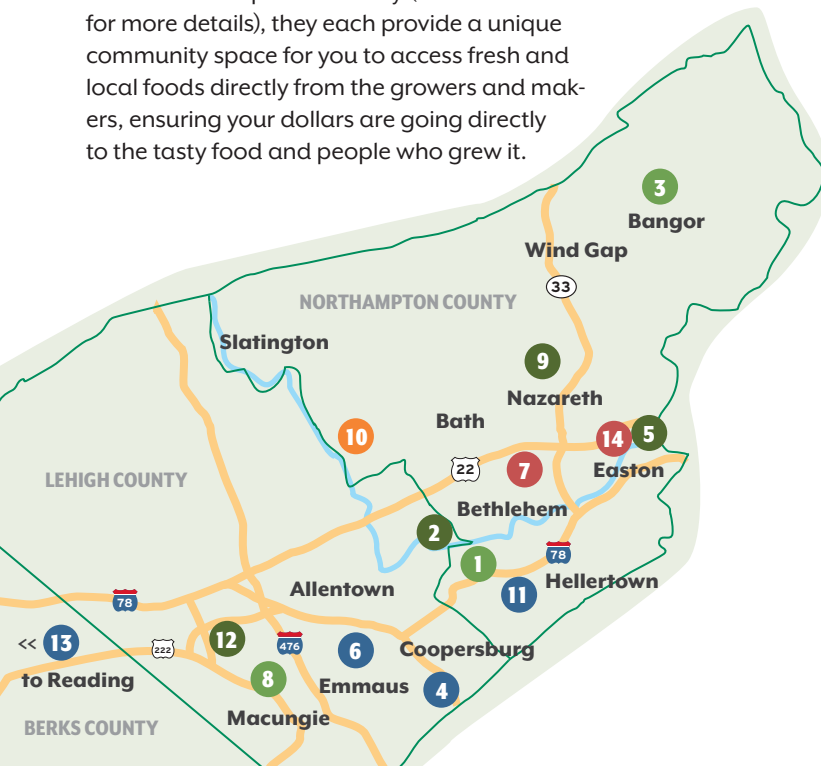 for more details), they each provide a unique
community space for you to access fresh and
local foods directly from the growers and mak-
ers, ensuring your dollars are going directly
to the tasty food and people who grew it.
3
Bangor
Wind Gap
33
NORTHAMPTON COUNTY
Slatington
9
Nazareth
Bath
10
14
5
22
7
Easton
LEHIGH COUNTY
Bethlehem
2
78
1
Hellertown
Allentown
11
78
<< 13
222
12
476
6
Coopersburg
to Reading
8
Emmaus
4
Macungie
BERKS COUNTY